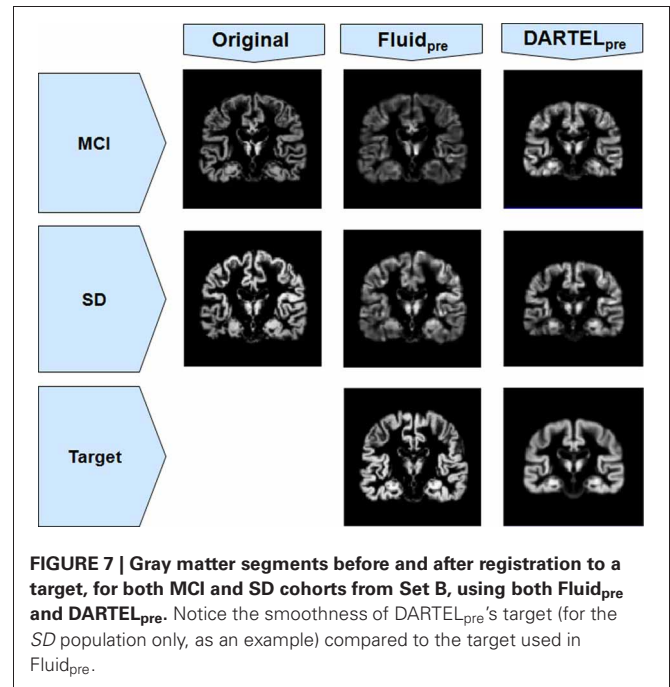 Original
Fluidpre
DARTELpre
MCI
SD
Target
FIGURE 7 | Gray matter segments before and after registration to a
target, for both MCI and SD cohorts from Set B, using both Fluidpre
and DARTELpre. Notice the smoothness of DARTELpre's target (for the
SD population only, as an example) compared to the target used in
Fluidpre.